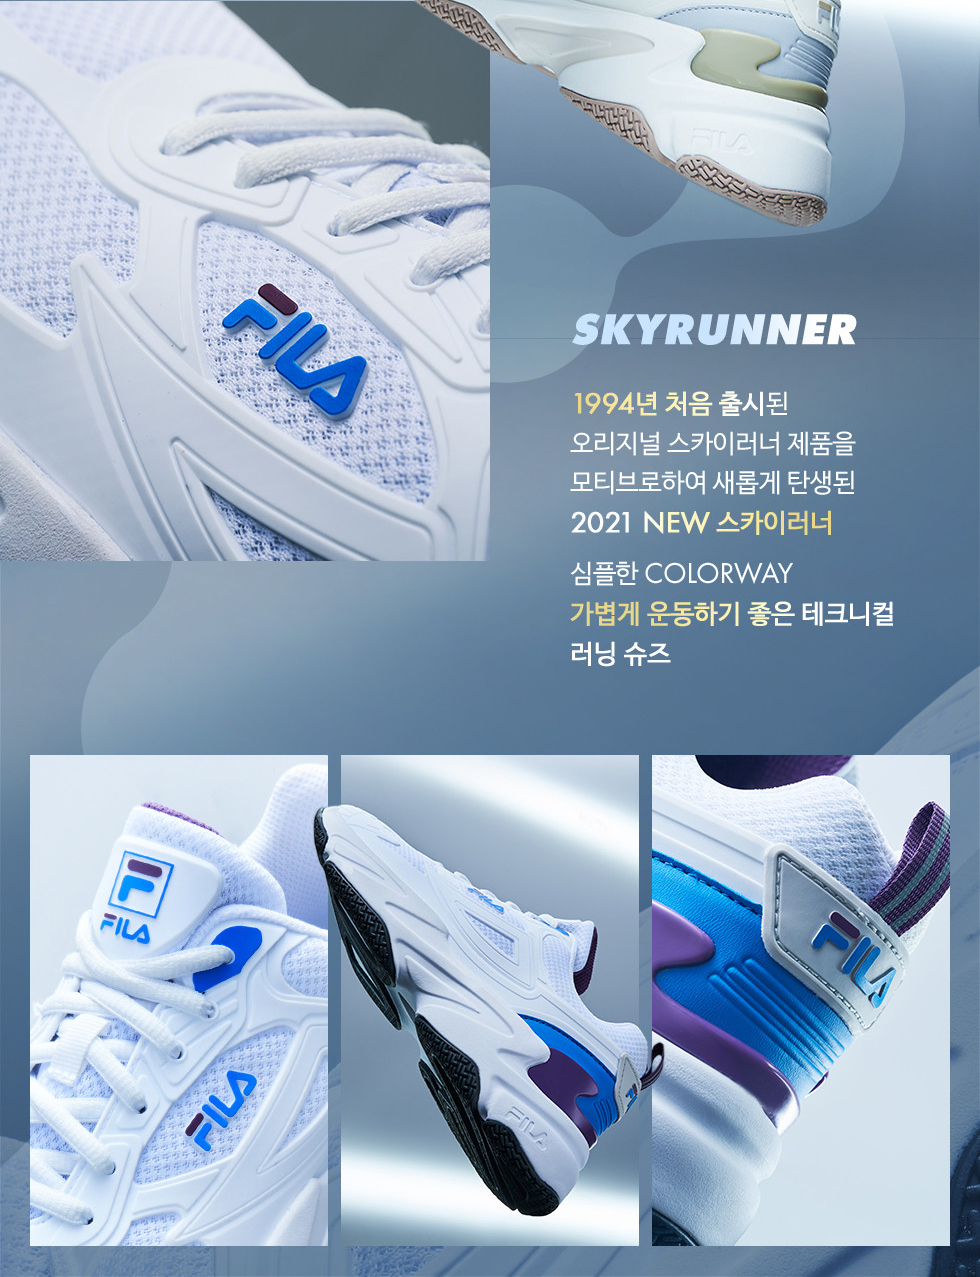 FILA
FILA
SKYRUNNER
1994년 처음 출시된
오리지널 스카이러너 제품을
모티브로하여 새롭게 탄생된
2021 NEW 스카이러너
심플한 COLORWAY
가볍게 운동하기 좋은 테크니컬
러닝 슈즈
FILA
FILA
FILA
FILA
FILA